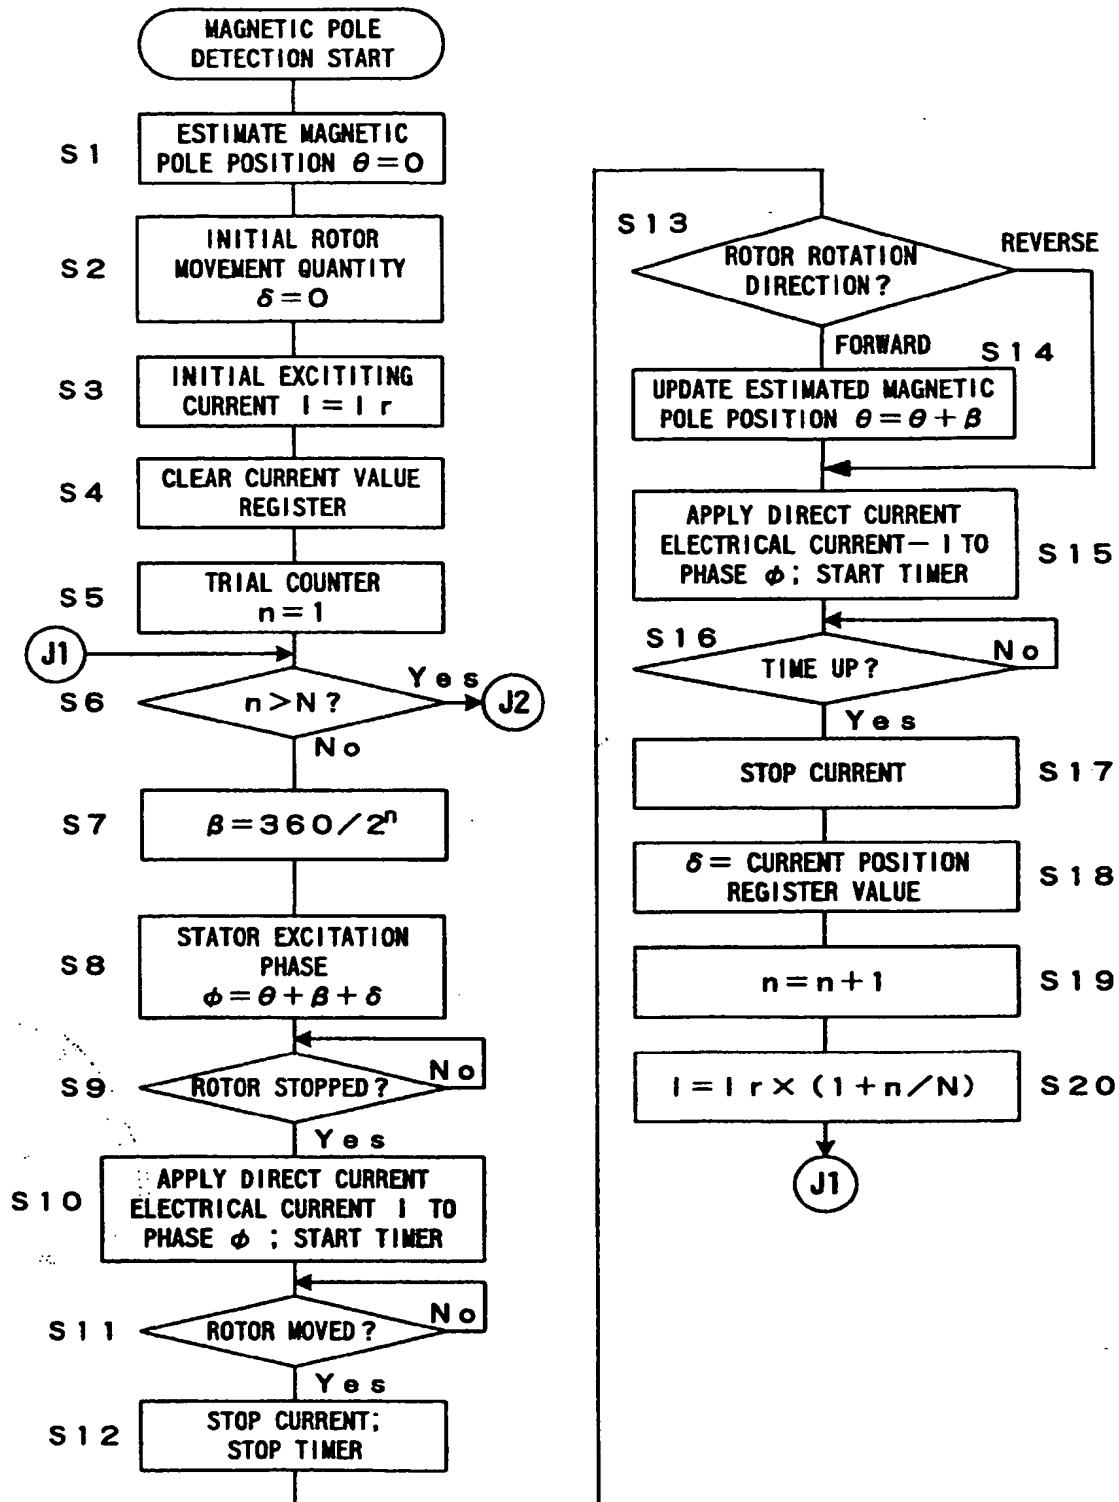 MAGNETIC POLE
DETECTION START
S1
ESTIMATE MAGNETIC
POLE POSITION θ=0
S2
INITIAL ROTOR
MOVEMENT QUANTITY
δ=0
S3
INITIAL EXCITITING
CURRENT I=Ir
S4
CLEAR CURRENT VALUE
REGISTER
S5
TRIAL COUNTER
n=1
J1
S6
n>N?
Yes
J2
No
S7
β=360/2ⁿ
S8
STATOR EXCITATION
PHASE
φ=θ+β+δ
S9
ROTOR STOPPED?
No
Yes
S10
APPLY DIRECT CURRENT
ELECTRICAL CURRENT I TO
PHASE φ ; START TIMER
S11
ROTOR MOVED?
No
Yes
S12
STOP CURRENT;
STOP TIMER
S13
ROTOR ROTATION
DIRECTION?
REVERSE
FORWARD
S14
UPDATE ESTIMATED MAGNETIC
POLE POSITION θ=θ+β
APPLY DIRECT CURRENT
ELECTRICAL CURRENT-I TO
PHASE φ; START TIMER
S15
S16
TIME UP?
No
Yes
STOP CURRENT
S17
δ= CURRENT POSITION
REGISTER VALUE
S18
n=n+1
S19
I=Ir×(1+n/N)
S20
J1